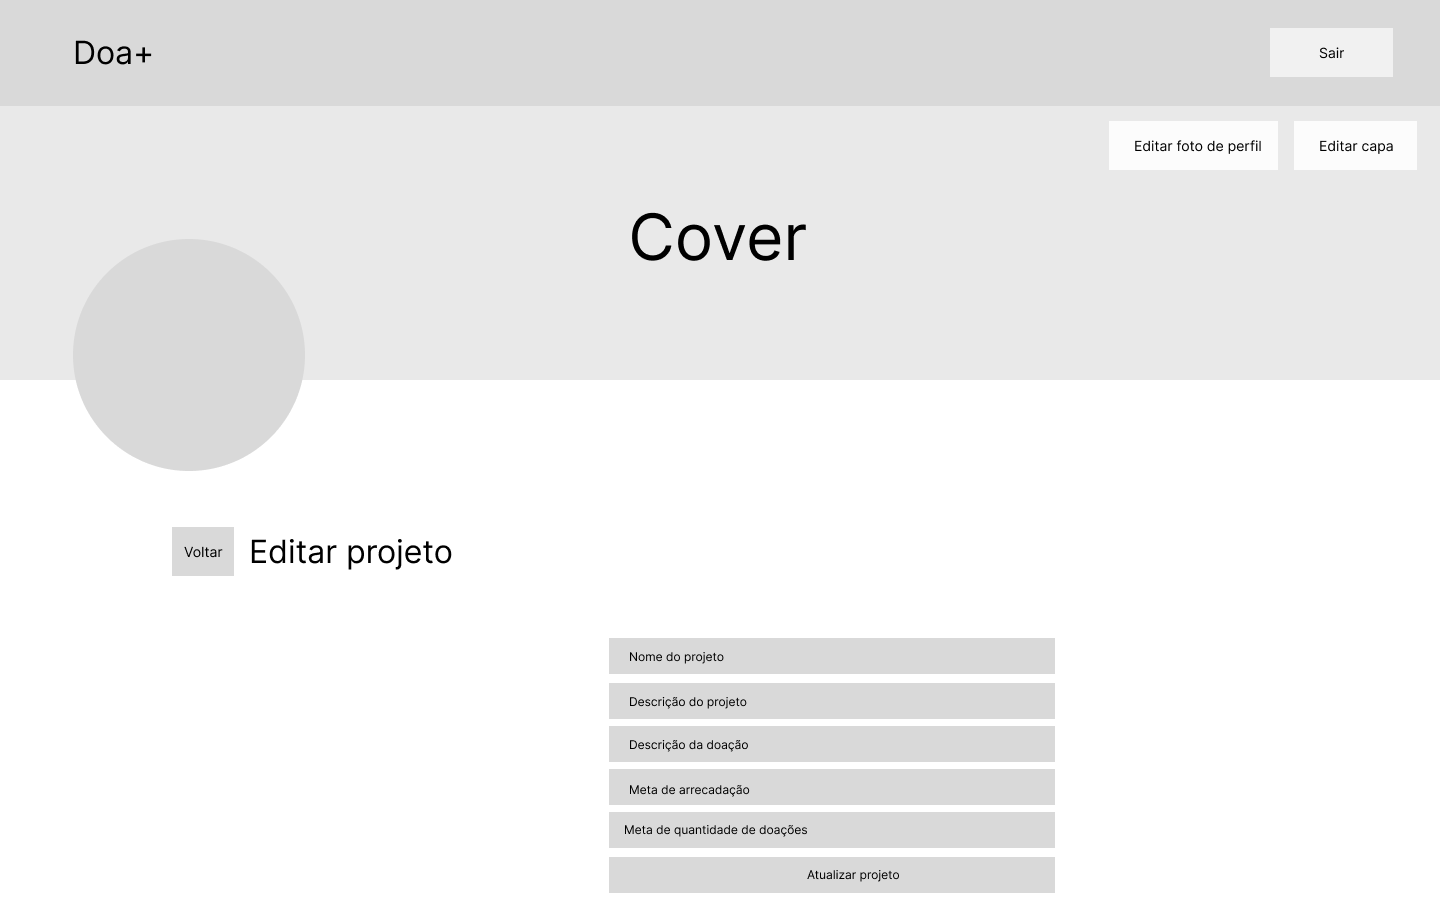 Doa+
Sair
Editar foto de perfil
Editar capa
Cover
Voltar
Editar projeto
Nome do projeto
Descrição do projeto
Descrição da doação
Meta de arrecadação
Meta de quantidade de doações
Atualizar projeto